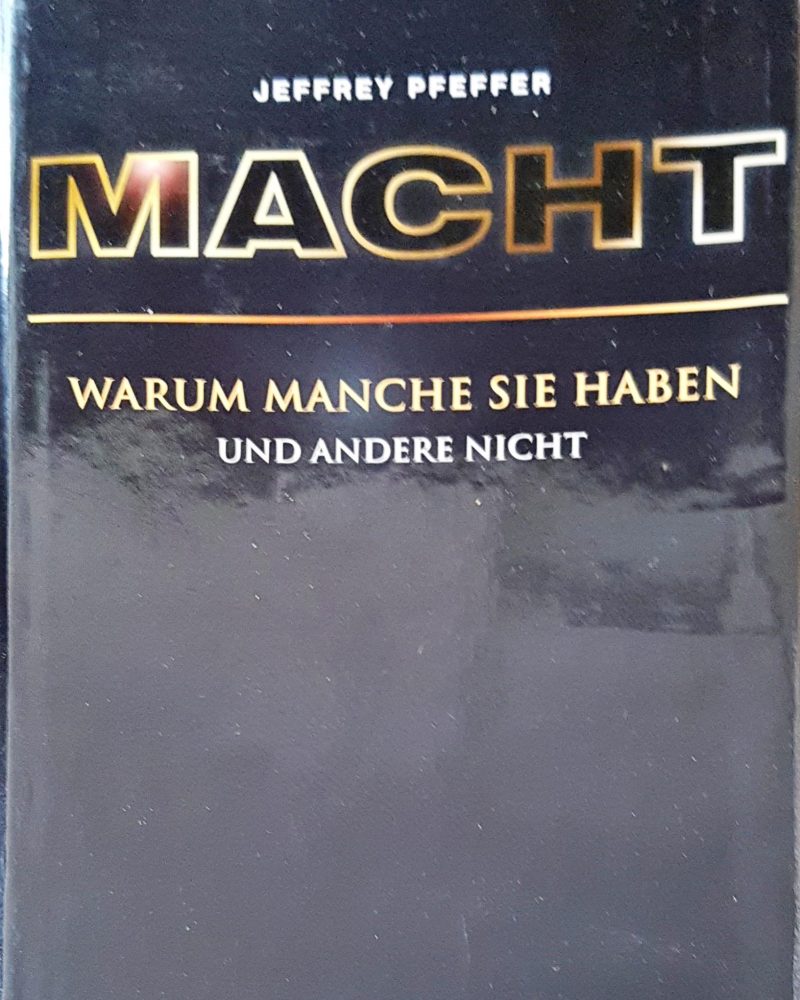 JEFFREY PFEFFER
MACHT
WARUM MANCHE SIE HABEN
UND ANDERE NICHT